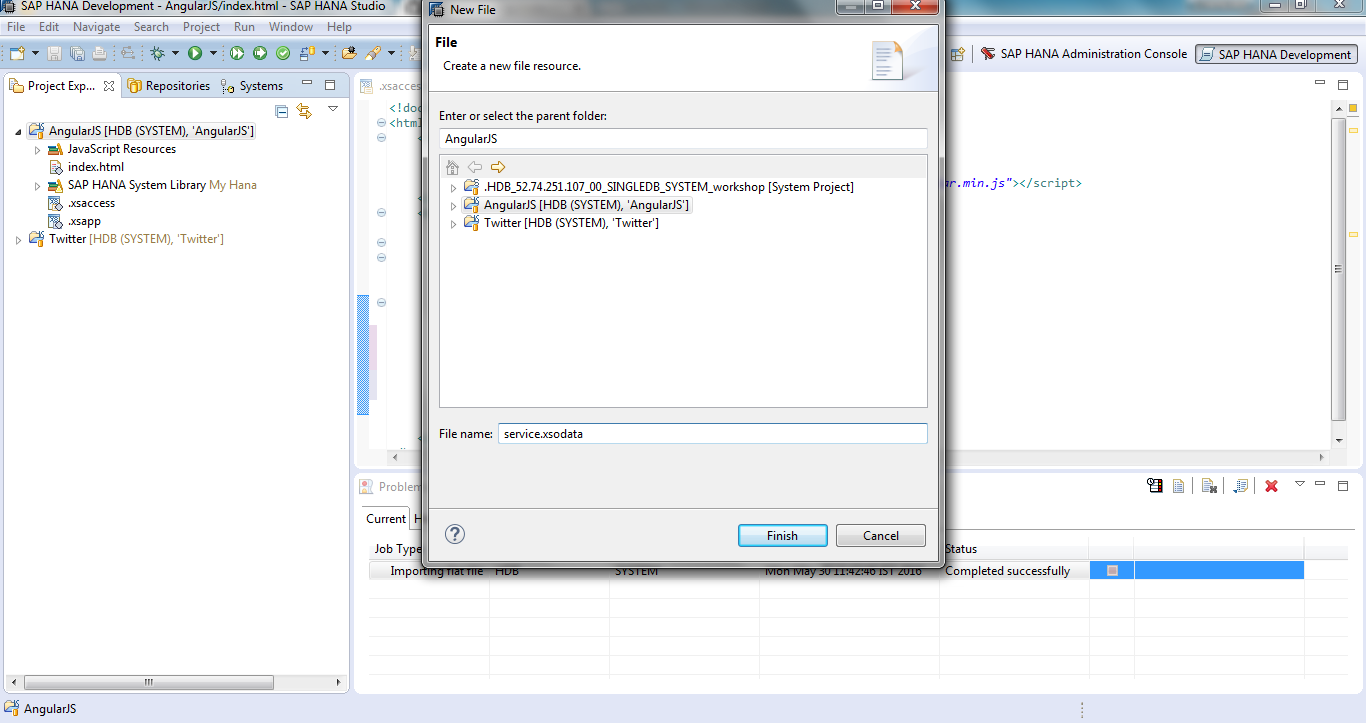 SAP HANA Development - AngularJS/index.html - SAP HANA Studio
File Edit Navigate Search Project Run Window Help
SAP HANA Administration Console SAP HANA Development
Project Exp... Repositories Systems
AngularJS [HDB (SYSTEM), 'AngularJS']
JavaScript Resources
index.html
SAP HANA System Library My Hana
.xsaccess
.xsapp
Twitter [HDB (SYSTEM), 'Twitter']
.xsacces
<!doc
<html
ar.min.js"></script>
New File
File
Create a new file resource.
Enter or select the parent folder:
AngularJS
.HDB_52.74.251.107_00_SINGLEDB_SYSTEM_workshop [System Project]
AngularJS [HDB (SYSTEM), 'AngularJS']
Twitter [HDB (SYSTEM), 'Twitter']
File name: service.xsodata
Finish Cancel
Problem
Current H
Job Type Status
Importing flat file HDB SYSTEM Mon May 30 11:42:46 IST 2016 Completed successfully
AngularJS